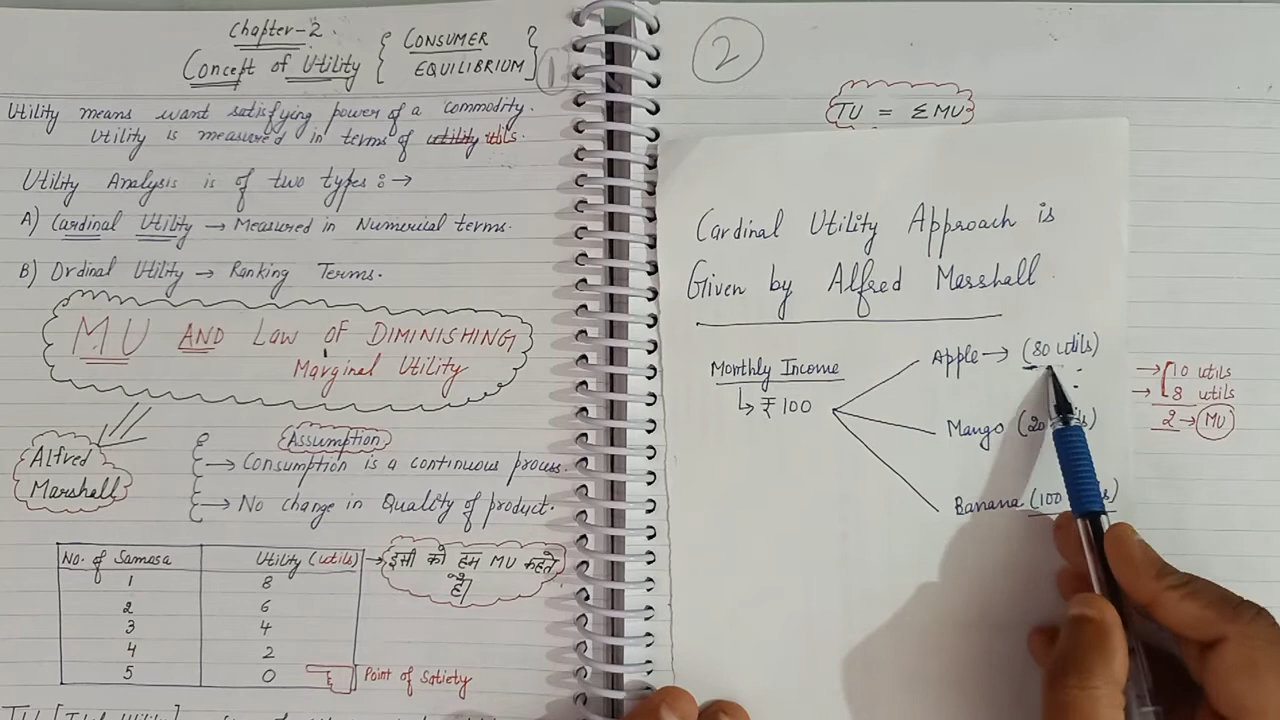 Chapter-2
Concept of Utility { CONSUMER EQUILIBRIUM }
1
Utility means want satisfying power of a commodity.
Utility is measured in terms of utility utils.
Utility Analysis is of two types :→
A) Cardinal Utility → Measured in Numerical terms.
B) Ordinal Utility → Ranking Terms.
MU AND LAW OF DIMINISHING
Marginal Utility
Alfred
Marshall
Assumption
→ Consumption is a continuous process.
→ No change in Quality of product.
No. of Samosa Utility (utils) → इसी को हम MU कहते
है।
1 8
2 6
3 4
4 2
5 0 Point of Satiety
2
TU = ΣMU
Cardinal Utility Approach is
Given by Alfred Marshall
Monthly Income
↳ ₹100
Apple → (80 utils)
Mango (20
Banana (100
→ 10 utils
→ 8 utils
2 → MU